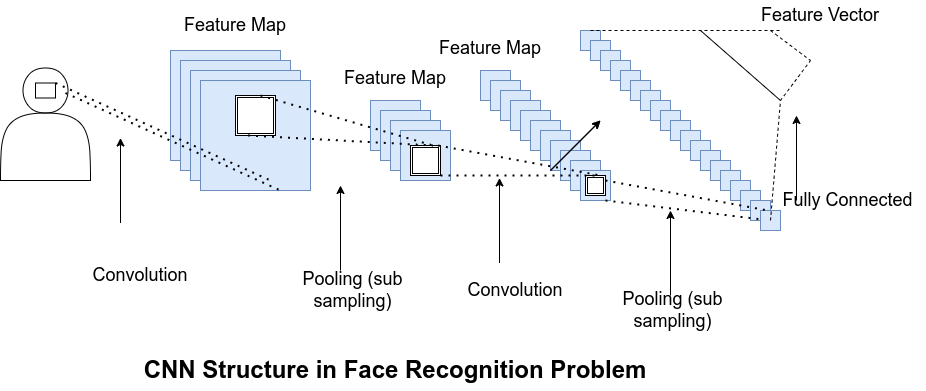 Feature Vector
Feature Map
Feature Map
Feature Map
Fully Connected
Convolution
Pooling (sub
sampling)
Convolution
Pooling (sub
sampling)
CNN Structure in Face Recognition Problem